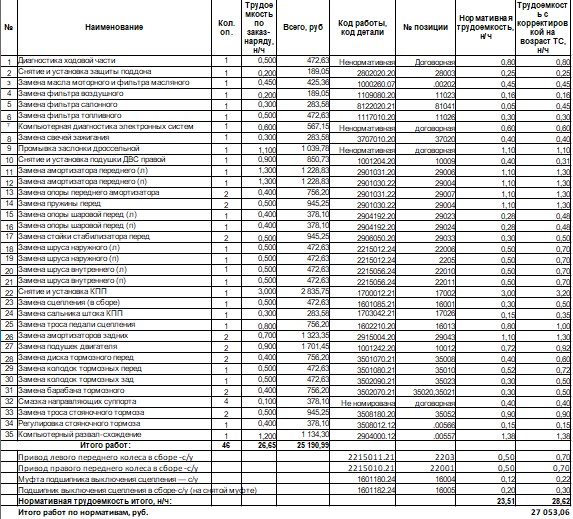 № Наименование Кол. оп. Трудое мкость по заказ-наряду, н/ч Всего, руб Код работы, код детали № позиции Нормативная трудоемкость, н/ч Трудоемкост ь с корректиров кой на возраст ТС, н/ч
1 Диагностика ходовой части 1 0,500 472,63 Ненормативная Договорная 0,80 0,80
2 Снятие и установка защиты поддона 1 0,200 189,05 2802020.20 28003 0,25 0,25
3 Замена масла моторного и фильтра масляного 1 0,450 425,36 1000260.07 .00202 0,45 0,45
4 Замена фильтра воздушного 1 0,200 189,05 1109080.20 11023 0,16 0,16
5 Замена фильтра салонного 1 0,300 283,58 8122020.21 81041 0,05 0,45
6 Замена фильтра топливного 1 0,500 472,63 1117010.20 11026 0,30 0,30
7 Компьютерная диагностика электронных систем 1 0,600 567,15 Ненормативная договорная 0,60 0,60
8 Замена свечей зажигания 1 0,300 283,58 3707010.20 37020 0,40 0,40
9 Промывка заслонки дроссельной 1 1,100 1 039,78 Ненормативная договорная 1,10 1,10
10 Снятие и установка подушки ДВС правой 1 0,900 850,73 1001204.20 10009 0,40 0,31
11 Замена амортизатора переднего (л) 1 1,300 1 228,83 2901031.20 29006 1,10 1,30
12 Замена амортизатора переднего (п) 1 1,300 1 228,83 2901030.22 29004 1,10 1,30
13 Замена опоры переднего амортизатора 2 0,400 756,20 2901031.22 29007 1,10 1,30
14 Замена пружины перед 2 0,500 945,25 2901030.22 29004 1,10 1,30
15 Замена опоры шаровой перед (л) 1 0,400 378,10 2904192.20 29023 0,28 0,48
16 Замена опоры шаровой перед (п) 1 0,400 378,10 2904192.20 29024 0,28 0,48
17 Замена стойки стабилизатора перед 2 0,500 945,25 2906050.20 29033 0,30 0,50
18 Замена шруса наружного (л) 1 0,500 472,63 2215012.24 22006 0,50 0,70
19 Замена шруса наружного (п) 1 0,500 472,63 2215012.24 2205 0,50 0,70
20 Замена шруса внутреннего (л) 1 0,500 472,63 2215056.24 22010 0,50 0,70
21 Замена шруса внутреннего (п) 1 0,500 472,63 2215056.24 22011 0,50 0,70
22 Снятие и установка КПП 1 3,000 2 835,75 1700012.21 17002 3,00 3,20
23 Замена сцепления (в сборе) 1 0,500 472,63 1601085.21 16001 0,30 0,50
24 Замена сальника штока КПП 1 0,300 283,58 1703042.21 17026 0,15 0,35
25 Замена троса педали сцепления 1 0,800 756,20 1602210.20 16013 0,80 1,00
26 Замена амортизаторов задних 2 0,700 1 323,35 2915004.20 29043 1,10 1,30
27 Замена подушек двигателя 2 0,900 1 701,45 1001242.20 10012 0,72 0,92
28 Замена диска тормозного перед 2 0,400 756,20 3501070.21 35008 0,40 0,60
29 Замена колодок тормозных перед 1 0,500 472,63 3501080.21 35010 0,52 0,72
30 Замена колодок тормозных зад 1 0,500 472,63 3502090.21 35023 0,30 0,50
31 Замена барабана тормозного 2 0,400 756,20 3502070.21 35020,35021 0,30 0,50
32 Смазка направляющих суппорта 4 0,100 378,10 Не номирована договорная 0,40 0,40
33 Замена троса стояночного тормоза 2 0,500 945,25 3508180.20 35052 0,90 0,90
34 Регулировка стояночного тормоза 1 0,400 378,10 3508012.12 .00566 0,15 0,15
35 Компьютерный развал-схождение 1 1,200 1 134,30 2904000.12 .00557 1,38 1,38
Итого работ: 46 26,65 25 190,99
Привод левого переднего колеса в сборе -с/у 2215011.21 2203 0,50 0,70
Привод правого переднего колеса в сборе -с/у 2215010.21 22001 0,50 0,70
Муфта подшипника выключения сцепления — с/у 1601180.24 16004 0,12 0,22
Подшипник выключения сцепления в сборе-с/у (на снятой муфте) 1601182.24 16005 0,20 0,30
Нормативная трудоемкость итого, н/ч: 23,51 28,62
Итого работ по нормативам, руб. 27 053,06